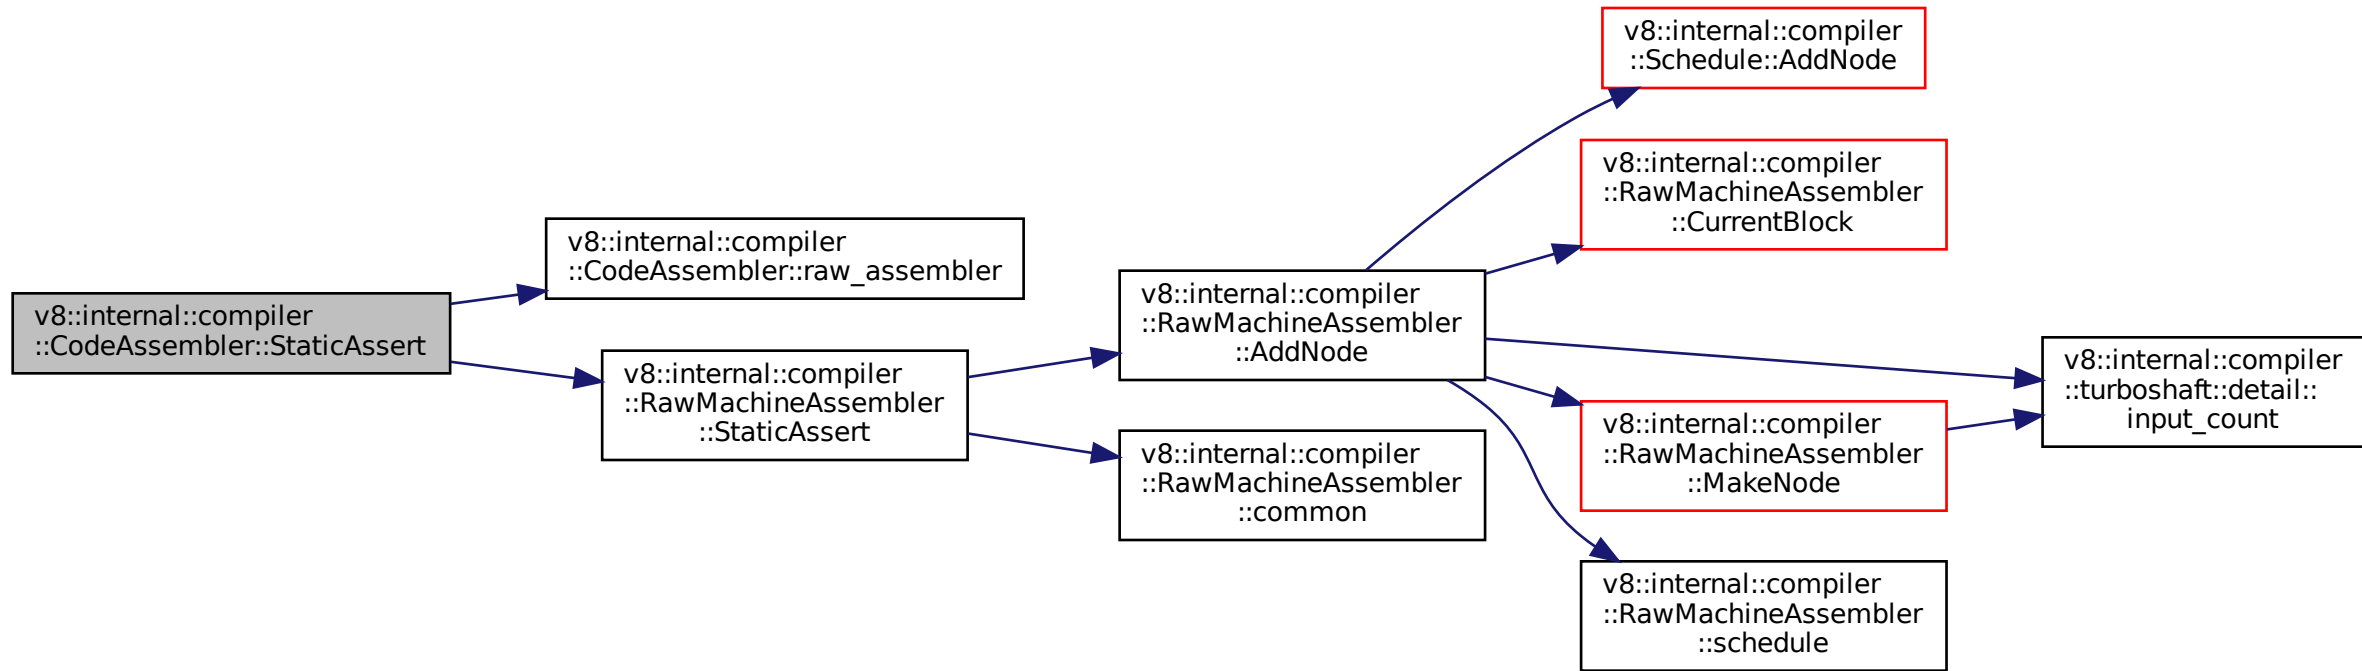 v8::internal::compiler
::CodeAssembler::StaticAssert
v8::internal::compiler
::CodeAssembler::raw_assembler
v8::internal::compiler
::RawMachineAssembler
::StaticAssert
v8::internal::compiler
::RawMachineAssembler
::AddNode
v8::internal::compiler
::RawMachineAssembler
::common
v8::internal::compiler
::Schedule::AddNode
v8::internal::compiler
::RawMachineAssembler
::CurrentBlock
v8::internal::compiler
::RawMachineAssembler
::MakeNode
v8::internal::compiler
::RawMachineAssembler
::schedule
v8::internal::compiler
::turboshaft::detail::
input_count